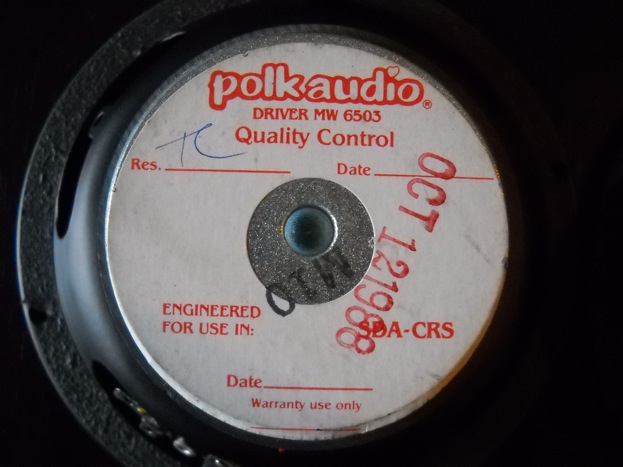 polkaudio®
DRIVER MW 6503
Quality Control
TC
Res. Date
OCT 12 1988
M10
ENGINEERED
FOR USE IN: SDA-CRS
Date
Warranty use only